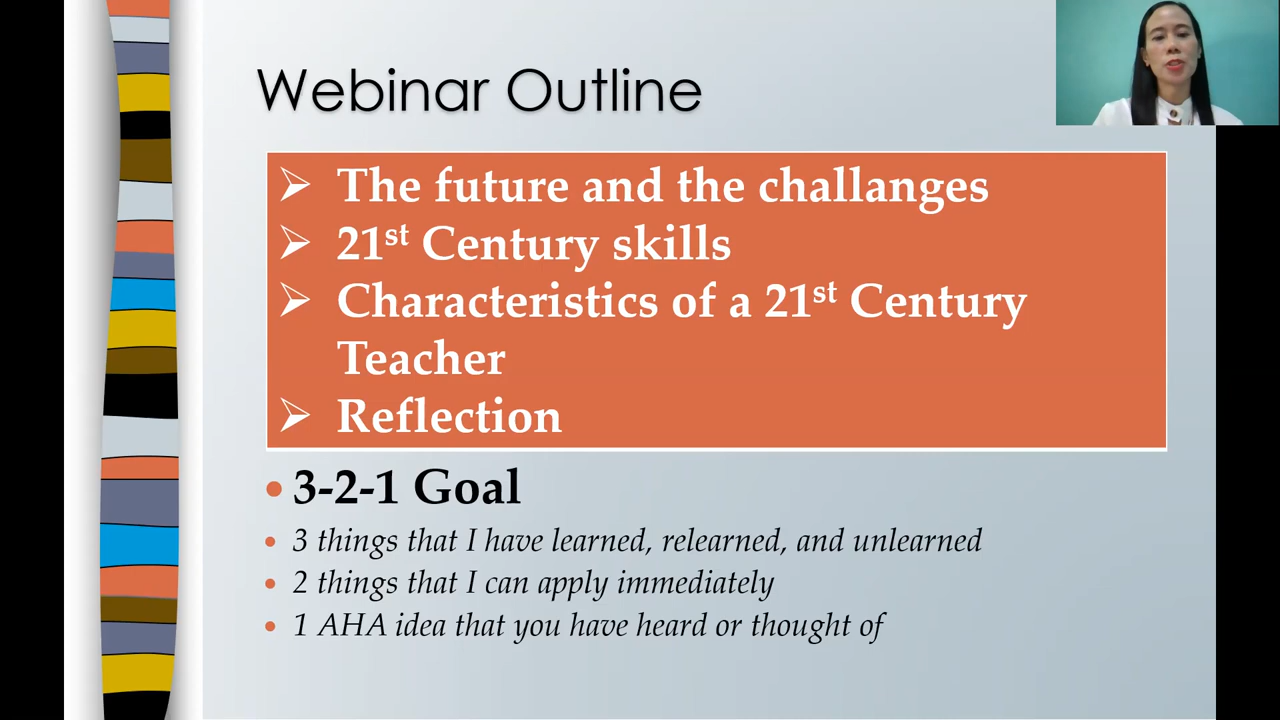 Webinar Outline
➢ The future and the challanges
➢ 21st Century skills
➢ Characteristics of a 21st Century
Teacher
➢ Reflection
• 3-2-1 Goal
• 3 things that I have learned, relearned, and unlearned
• 2 things that I can apply immediately
• 1 AHA idea that you have heard or thought of